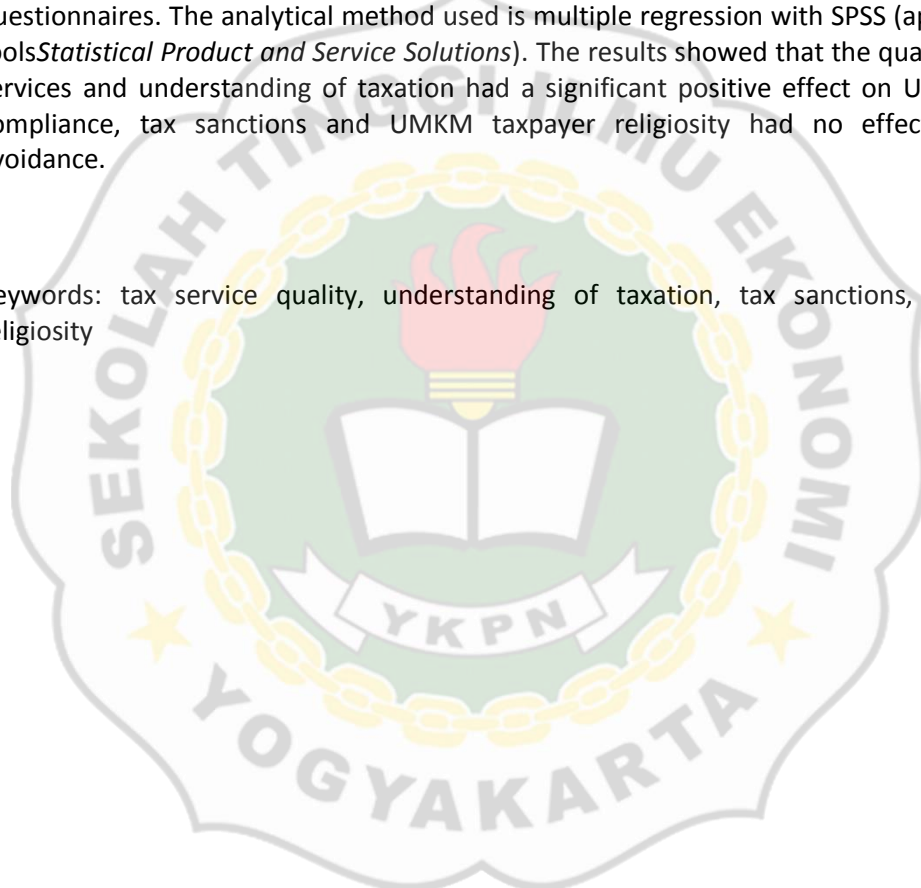 uestionnaires. The analytical method used is multiple regression with SPSS (ap
ools Statistical Product and Service Solutions). The results showed that the qua
ervices and understanding of taxation had a significant positive effect on U
ompliance, tax sanctions and UMKM taxpayer religiosity had no effec
voidance.
eywords: tax service quality, understanding of taxation, tax sanctions,
eligiosity
SEKOLAH TINGGI ILMU EKONOMI
YKPN
YOGYAKARTA